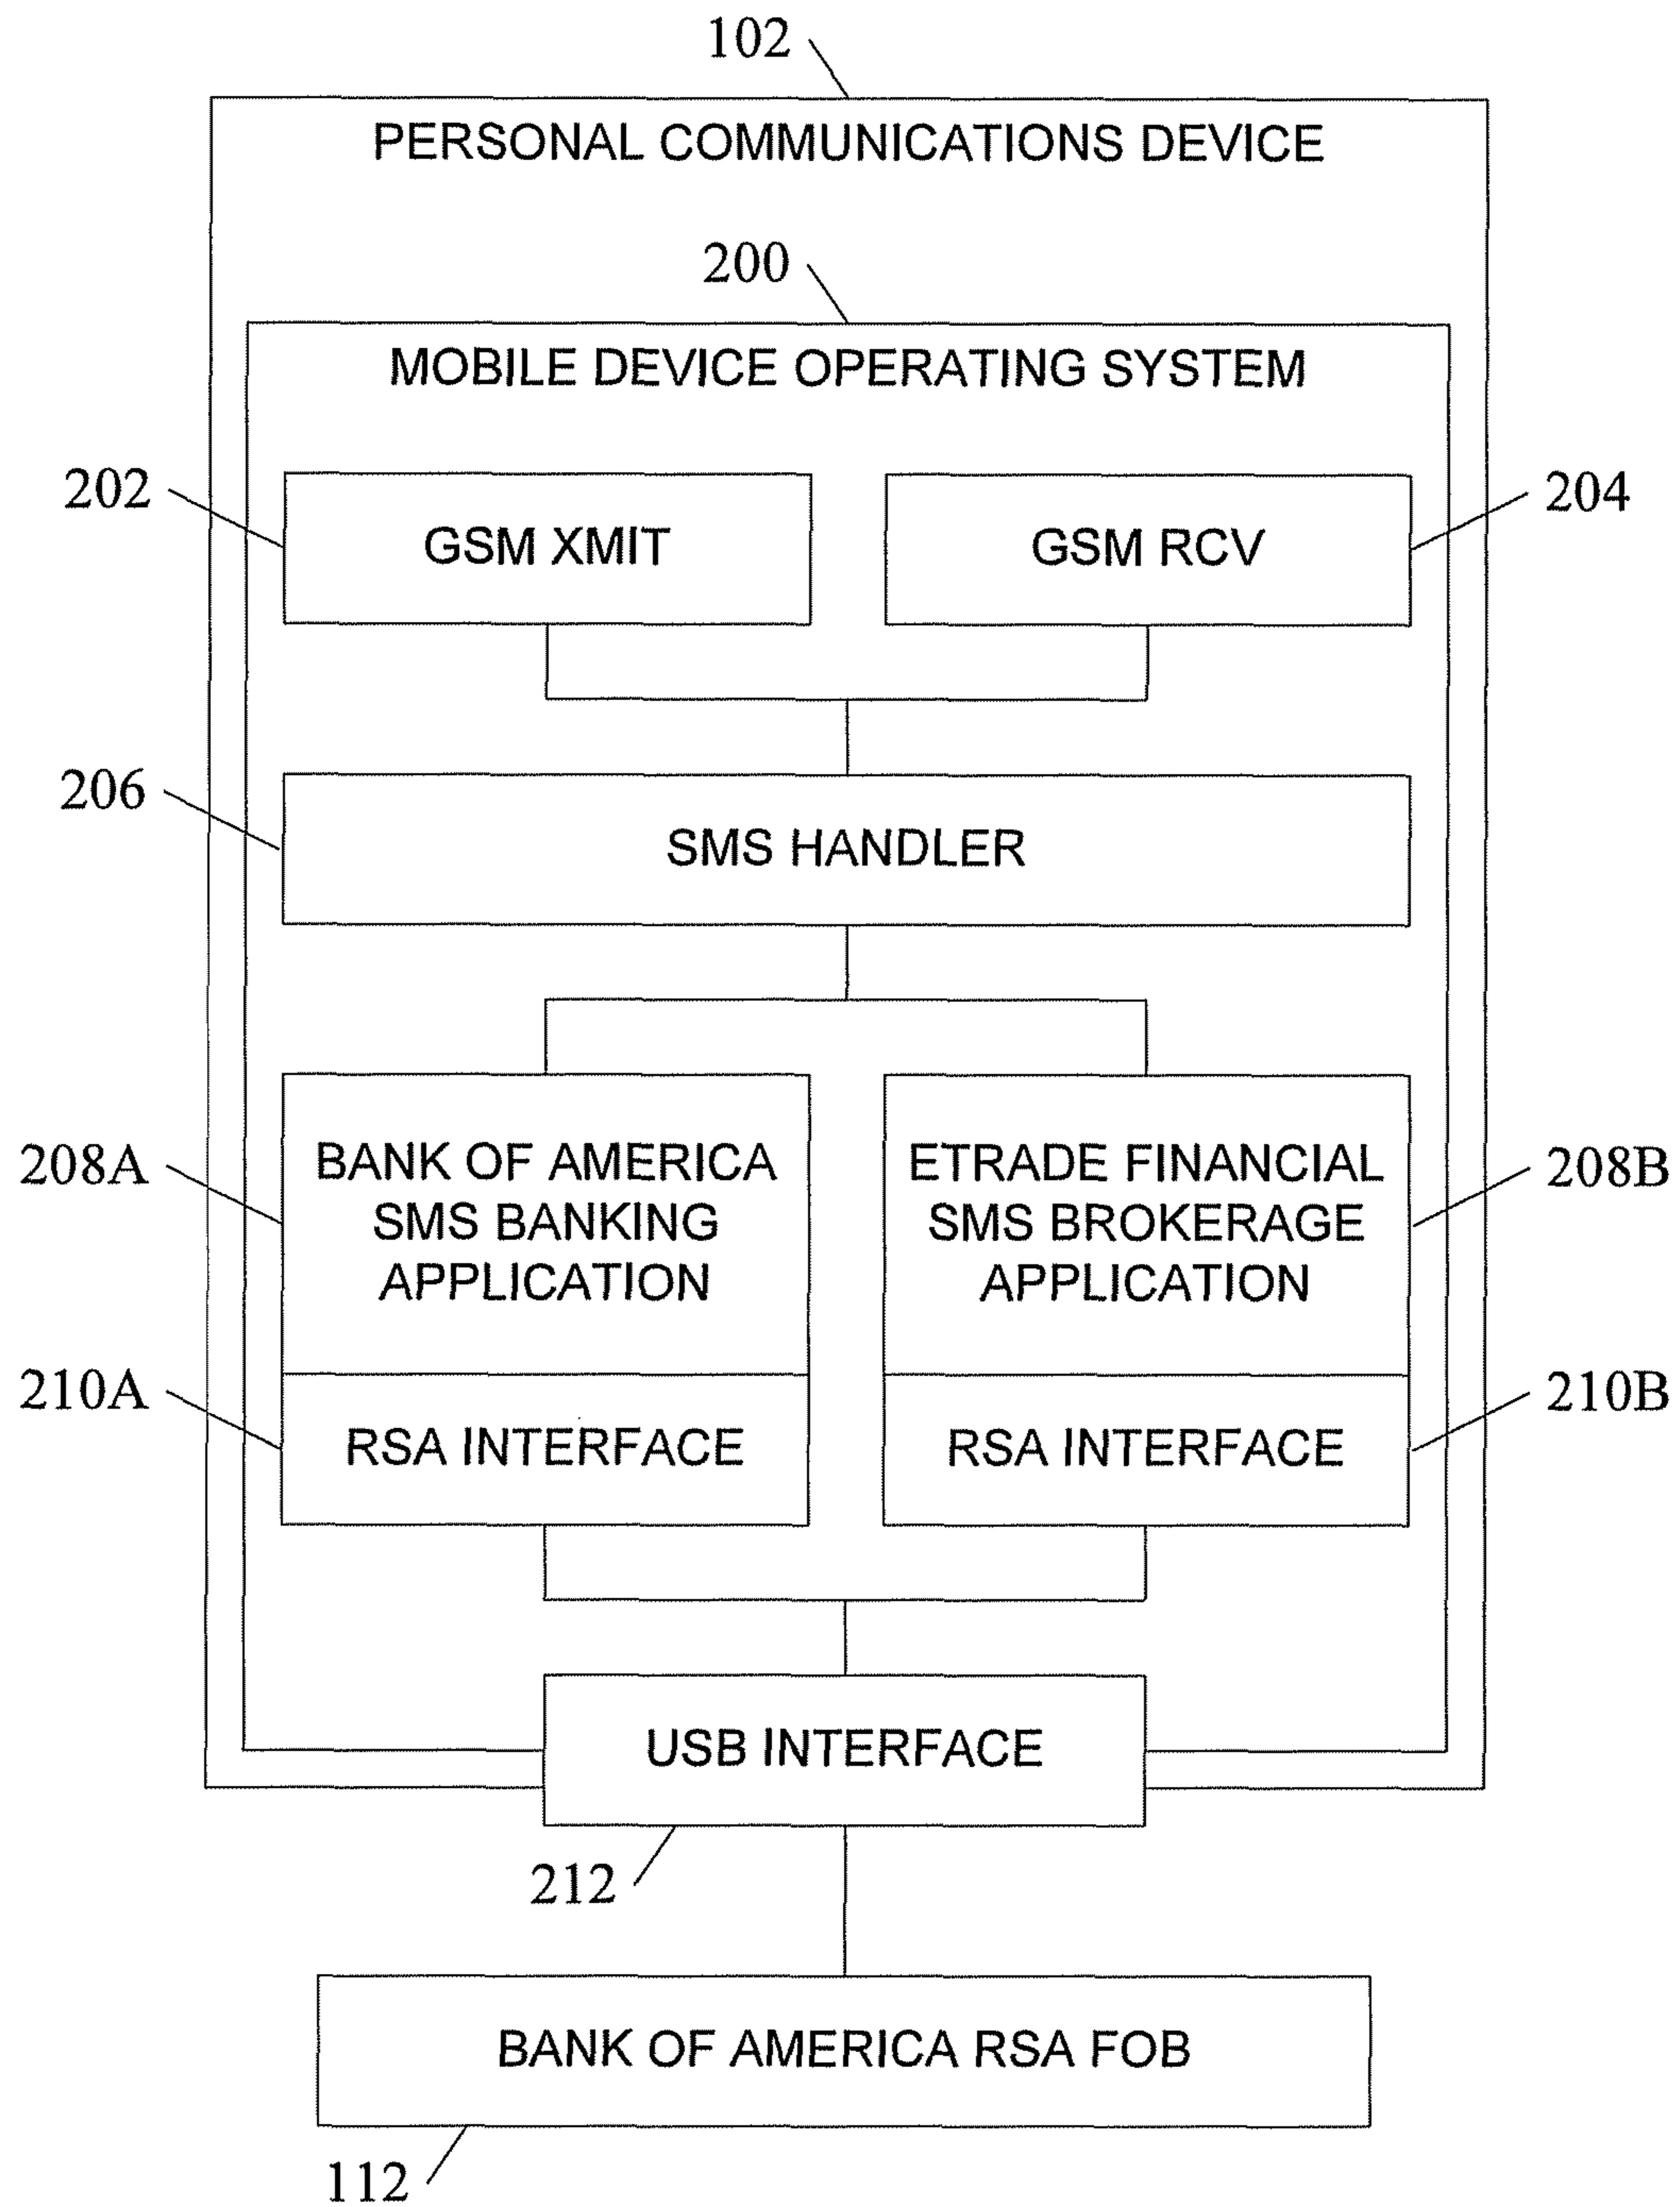 102
PERSONAL COMMUNICATIONS DEVICE
200
MOBILE DEVICE OPERATING SYSTEM
202
GSM XMIT
GSM RCV
204
206
SMS HANDLER
208A
BANK OF AMERICA
SMS BANKING
APPLICATION
ETRADE FINANCIAL
SMS BROKERAGE
APPLICATION
208B
210A
RSA INTERFACE
RSA INTERFACE
210B
USB INTERFACE
212
BANK OF AMERICA RSA FOB
112